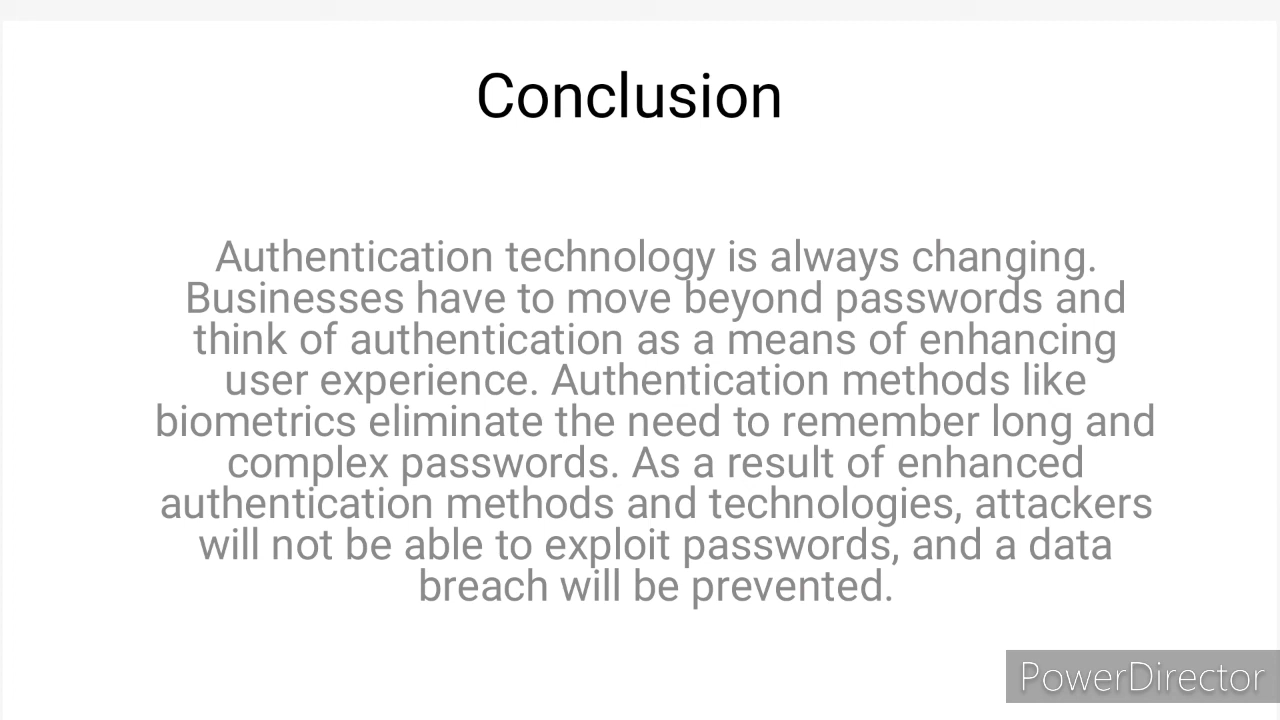 Conclusion
Authentication technology is always changing.
Businesses have to move beyond passwords and
think of authentication as a means of enhancing
user experience. Authentication methods like
biometrics eliminate the need to remember long and
complex passwords. As a result of enhanced
authentication methods and technologies, attackers
will not be able to exploit passwords, and a data
breach will be prevented.
PowerDirector